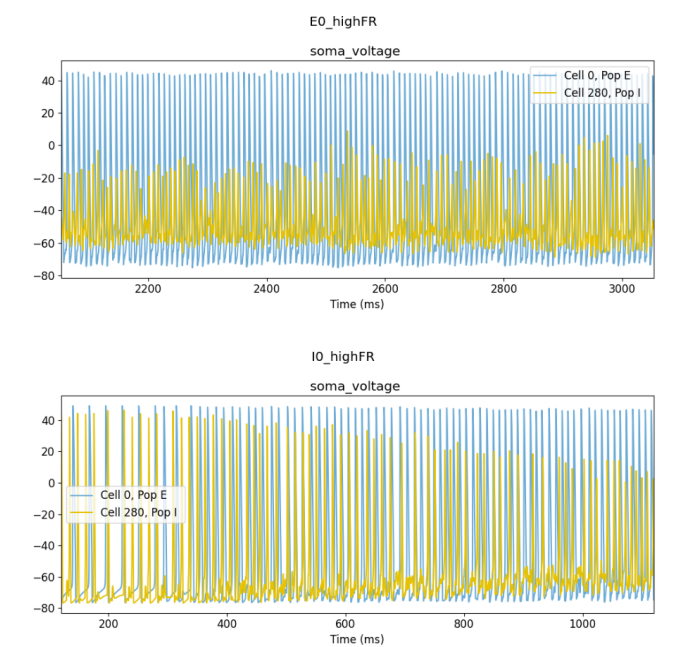 E0_highFR
soma_voltage
Cell 0, Pop E
Cell 280, Pop I
40
20
0
−20
−40
−60
−80
2200
2400
2600
2800
3000
Time (ms)
I0_highFR
soma_voltage
40
20
0
−20
−40
−60
−80
Cell 0, Pop E
Cell 280, Pop I
200
400
600
800
1000
Time (ms)